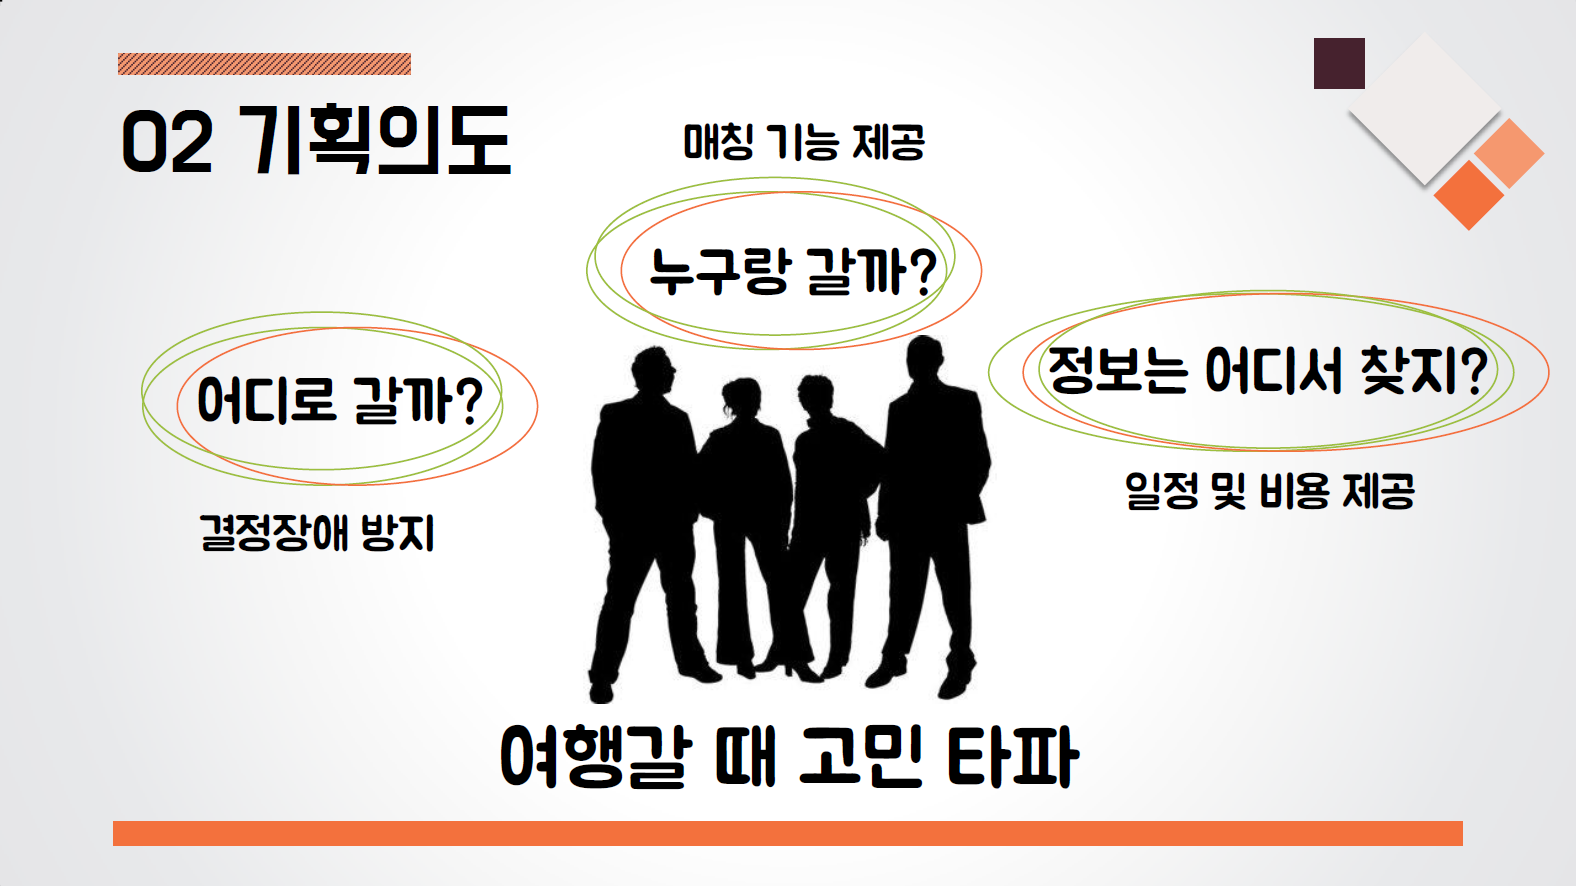 02 기획의도
매칭 기능 제공
누구랑 갈까?
어디로 갈까?
결정장애 방지
정보는 어디서 찾지?
일정 및 비용 제공
여행갈 때 고민 타파